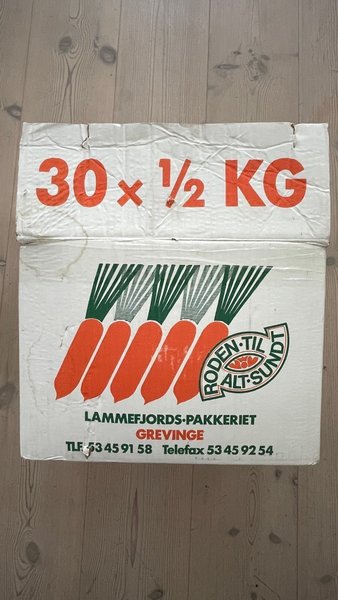 30 x ½ KG
RODEN·TIL
ALT·SUNDT
LAMMEFJORDS·PAKKERIET
GREVINGE
TLF. 53 45 91 58 Telefax 53 45 92 54